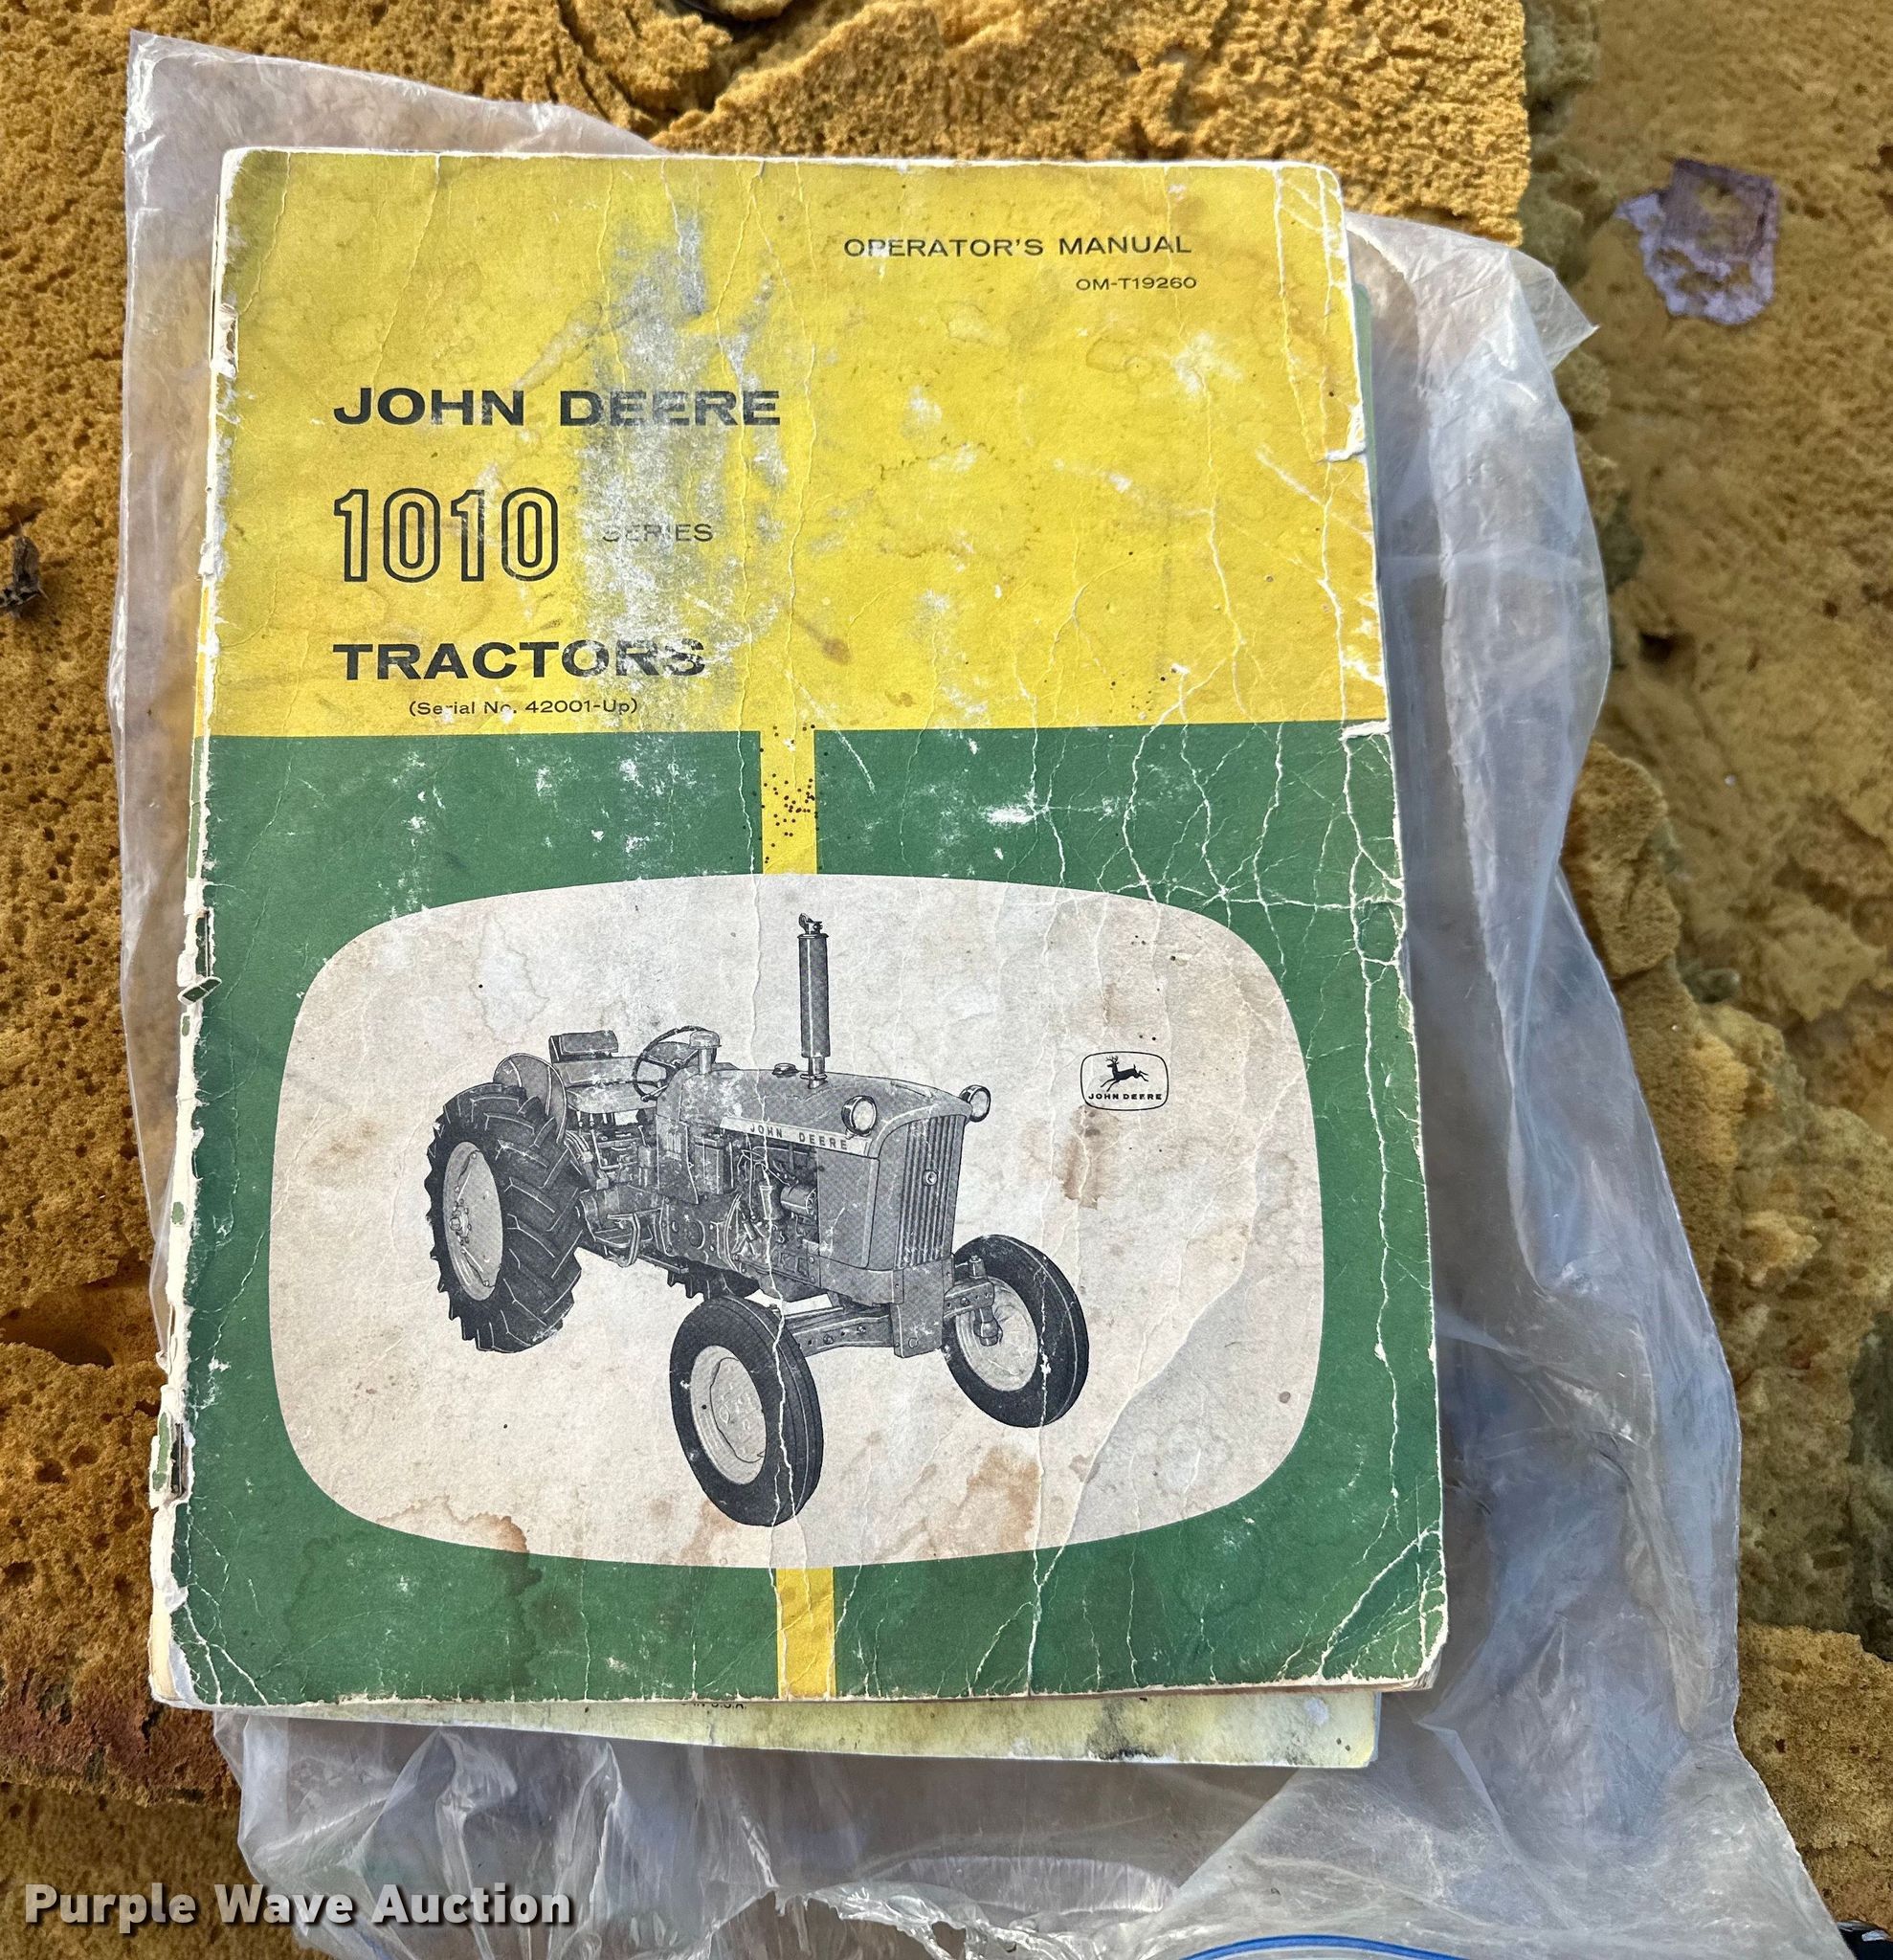 OPERATOR'S MANUAL
OM-T19260
JOHN DEERE
1010 SERIES
TRACTORS
(Serial No. 42001-Up)
JOHN DEERE
JOHN DEERE
U.S.A.
Purple Wave Auction